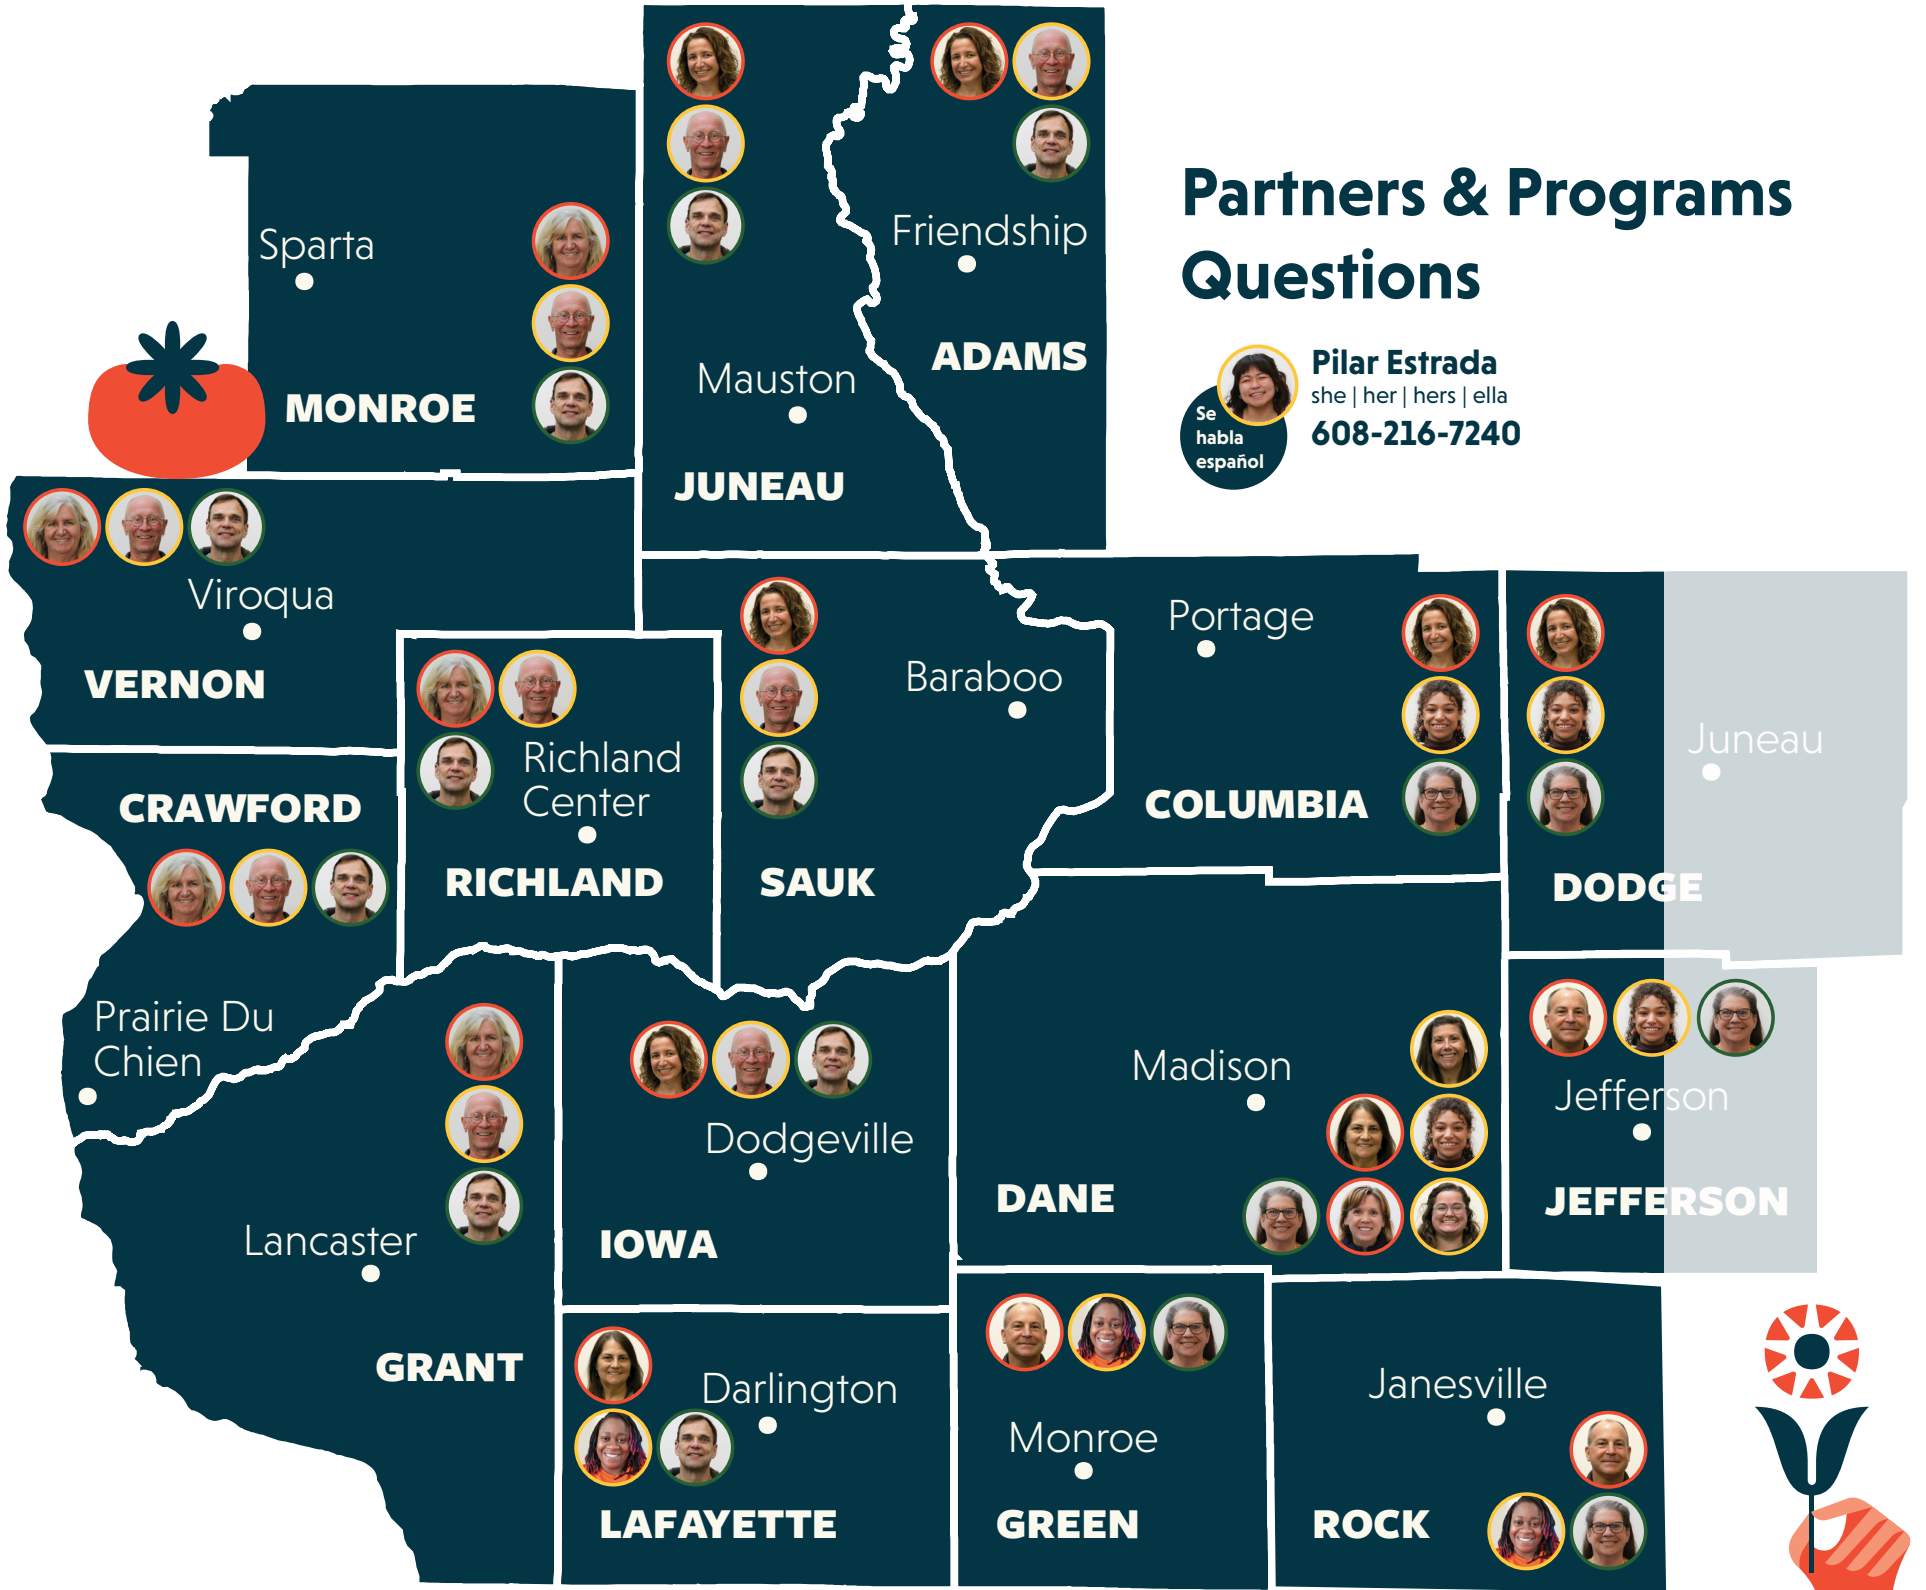 Partners & Programs
Questions
Pilar Estrada
she | her | hers | ella
608-216-7240
Se
habla
español
Sparta
MONROE
Mauston
JUNEAU
Friendship
ADAMS
Viroqua
VERNON
Richland
Center
RICHLAND
Baraboo
SAUK
Portage
COLUMBIA
Juneau
DODGE
CRAWFORD
Prairie Du
Chien
Lancaster
GRANT
Dodgeville
IOWA
Madison
DANE
Jefferson
JEFFERSON
Darlington
LAFAYETTE
Monroe
GREEN
Janesville
ROCK